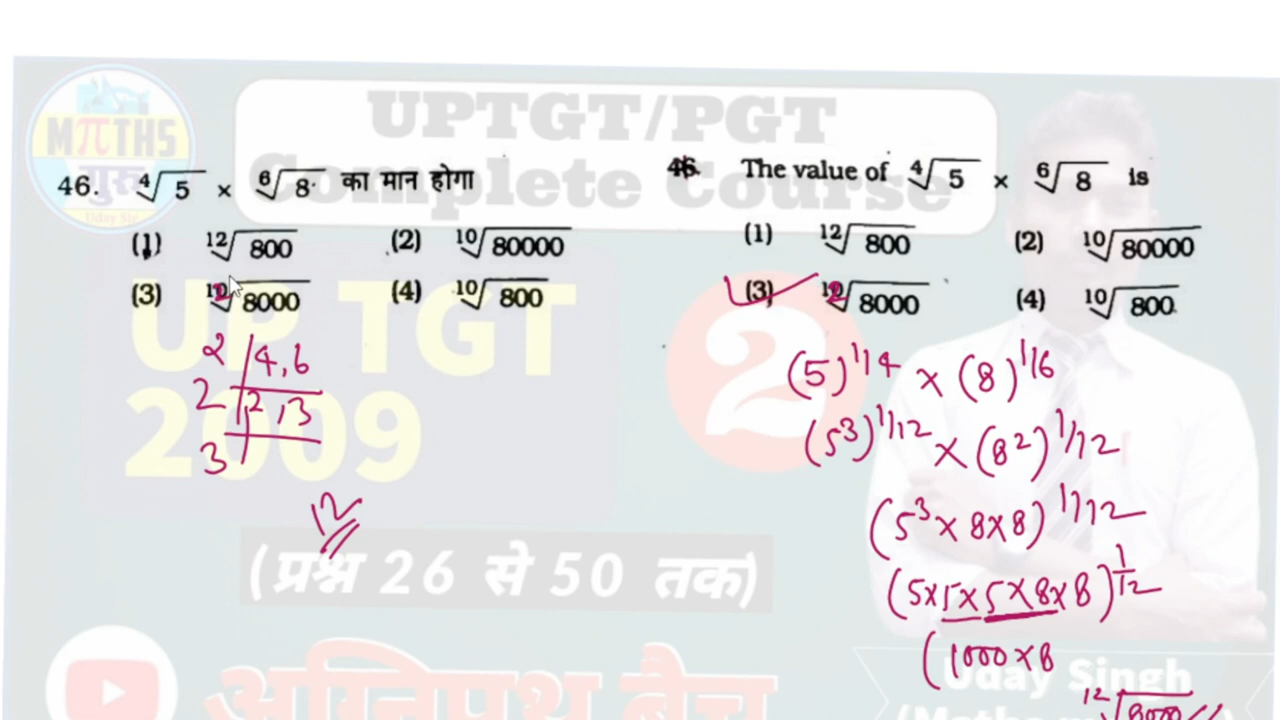 MπTHS
गुरु
Uday Sir
UPTGT/PGT
Complete Course
46. ⁴√5 × ⁶√8 का मान होगा
(1) ¹²√800 (2) ¹⁰√80000
(3) ¹²√8000 (4) ¹⁰√800
46. The value of ⁴√5 × ⁶√8 is
(1) ¹²√800 (2) ¹⁰√80000
(3) ¹²√8000 (4) ¹⁰√800
UP TGT
2009
2
2 | 4, 6
2 | 2, 3
3
12
(5)^1/4 × (8)^1/6
(5³)^1/12 × (8²)^1/12
(5³ × 8 × 8)^1/12
(5×5×5×8×8)^1/12
(1000 × 8
¹²√8000
(प्रश्न 26 से 50 तक)
अग्निपथ बैच
Uday Singh